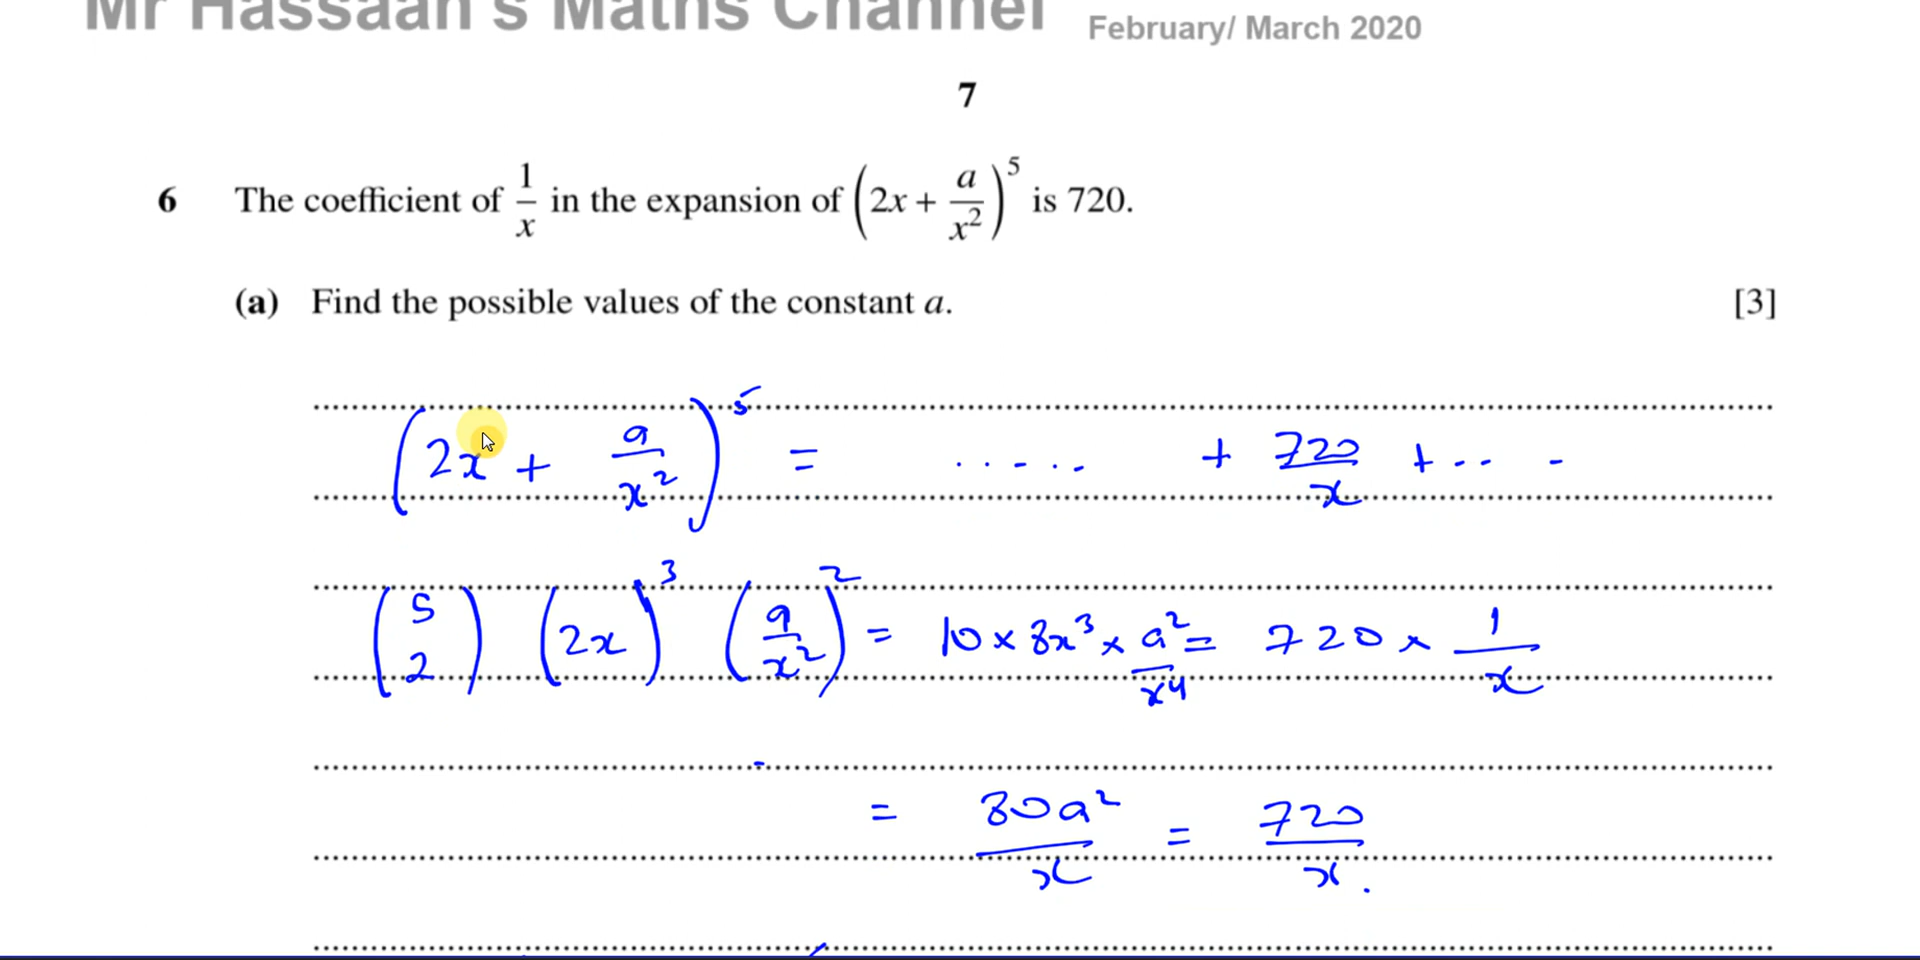 Mr Hassaan's Maths Channel
February/ March 2020
7
6 The coefficient of 1/x in the expansion of (2x + a/x²)⁵ is 720.
(a) Find the possible values of the constant a. [3]
(2x + a/x²)⁵ = ..... + 720/x + .. -
(5 2) (2x)³ (a/x²)² = 10 × 8x³ × a²/x⁴ = 720 × 1/x
= 80a²/x = 720/x.